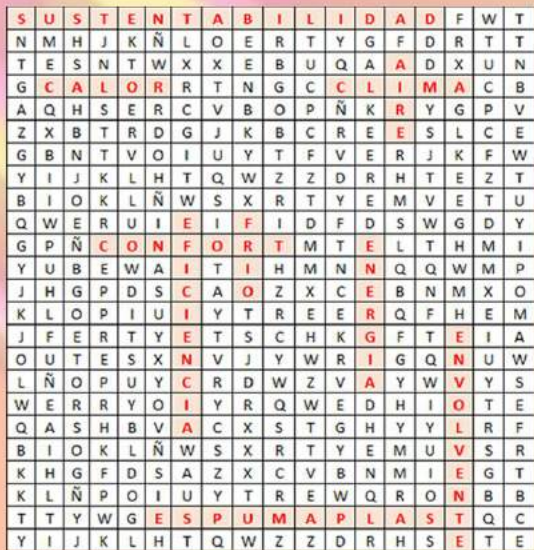 S U S T E N T A B I L I D A D F W T
N M H J K Ñ L O E R T Y G F D R T T
T E S N T W X X E B U Q A A D X U N
G C A L O R R T N G C C L I M A C B
A Q H S E R C V B O P Ñ K R Y G P V
Z X B T R D G J K B C R E E S L C E
G B N T V O I U Y T F V E R J K F W
Y I J K L H T Q W Z Z D R H T E Z T
B I O K L Ñ W S X R T Y E M V E T U
Q W E R U I E I F I D F D S W G D Y
G P Ñ C O N F O R T M T E L T H M I
Y U B E W A I T I H M N N Q Q W M P
J H G P D S C A O Z X C E B N M X O
K L O P I U I Y T R E E R Q F H E M
J F E R T Y E T S C H K G F T E I A
O U T E S X N V J Y W R I G Q N U W
L Ñ O P U Y C R D W Z V A Y W V Y S
W E R R Y O I Y R Q W E D H I O T E
Q A S H B V A C X S T G H Y Y L R F
B I O K L Ñ W S X R T Y E M U V S R
K H G F D S A Z X C V B N M I E G T
K L Ñ P O I U Y T R E W Q R O N B B
T T Y W G E S P U M A P L A S T Q C
Y I J K L H T Q W Z Z D R H S E T E